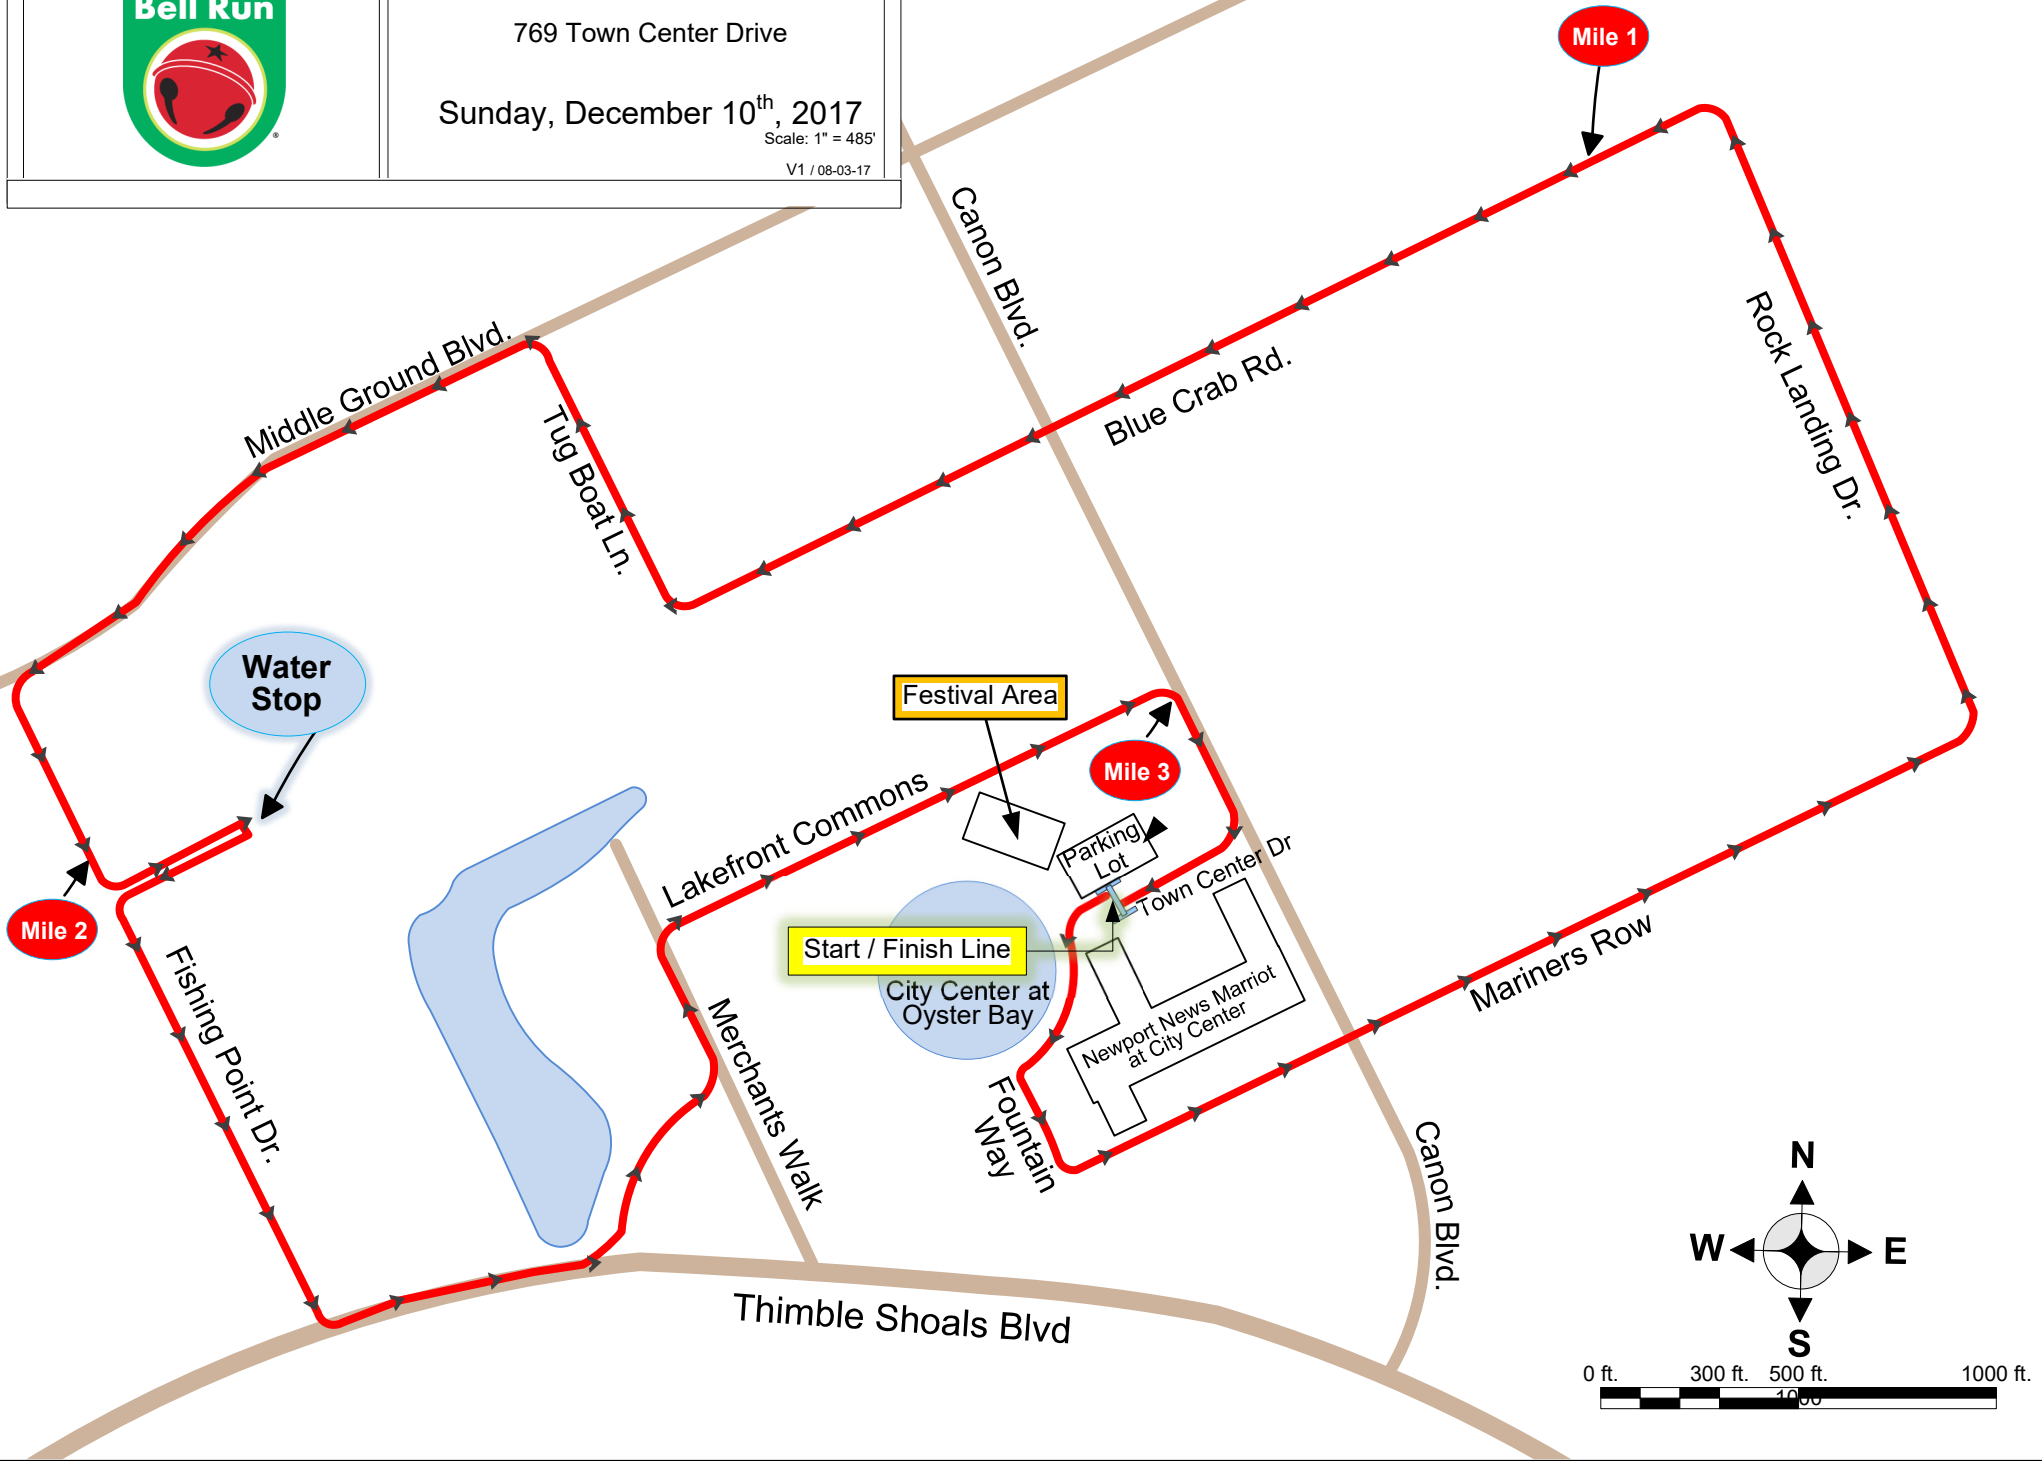 Bell Run
®
769 Town Center Drive
Sunday, December 10th, 2017
Scale: 1" = 485'
V1 / 08-03-17
Mile 1
Canon Blvd.
Rock Landing Dr.
Blue Crab Rd.
Middle Ground Blvd.
Tug Boat Ln.
Water
Stop
Festival Area
Mile 3
Lakefront Commons
Parking
Lot
Town Center Dr
Mile 2
Start / Finish Line
City Center at
Oyster Bay
Newport News Marriot
at City Center
Mariners Row
Fishing Point Dr.
Merchants Walk
Fountain
Way
Canon Blvd.
Thimble Shoals Blvd
N
W
E
S
0 ft.
300 ft.
500 ft.
1000 ft.
1000